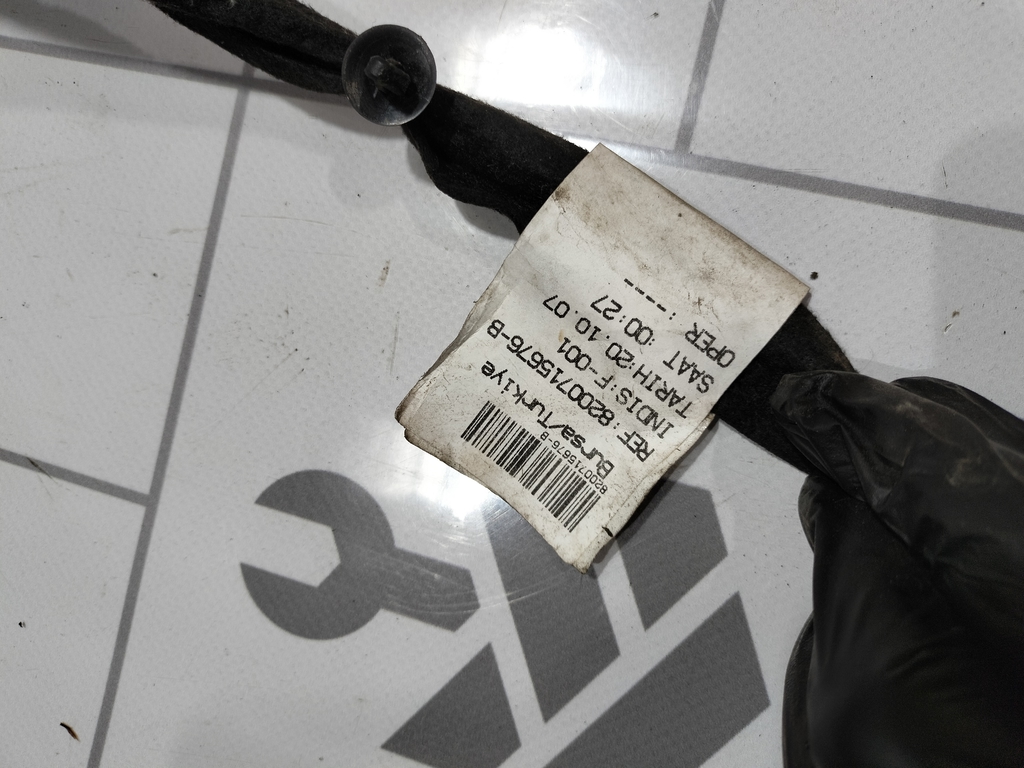 8200715676-B
Bursa/Turkiye
REF: 8200715676-B
INDIS:F-001
TARIH:20.10.07
SAAT :00:27
OPER : ----